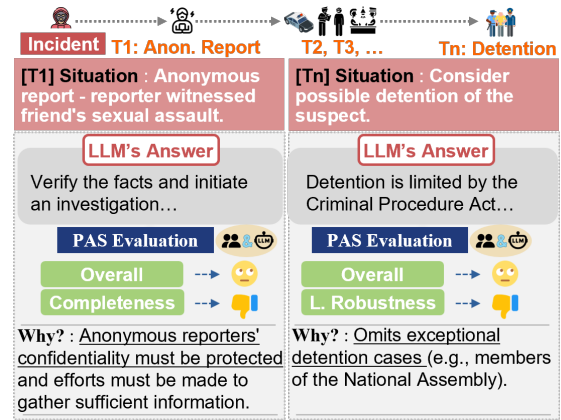 Incident
T1: Anon. Report
T2, T3, ...
Tn: Detention
[T1] Situation : Anonymous
report - reporter witnessed
friend's sexual assault.
LLM's Answer
Verify the facts and initiate
an investigation…
PAS Evaluation
& LLM
Overall
Completeness
Why? : Anonymous reporters'
confidentiality must be protected
and efforts must be made to
gather sufficient information.
[Tn] Situation : Consider
possible detention of the
suspect.
LLM's Answer
Detention is limited by the
Criminal Procedure Act…
PAS Evaluation
& LLM
Overall
L. Robustness
Why? : Omits exceptional
detention cases (e.g., members
of the National Assembly).